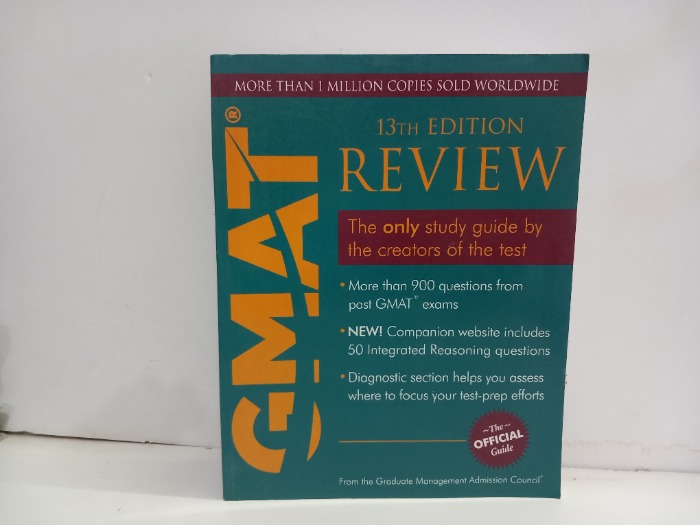 MORE THAN 1 MILLION COPIES SOLD WORLDWIDE
GMAT®
13TH EDITION
REVIEW
The only study guide by
the creators of the test
• More than 900 questions from
past GMAT® exams
• NEW! Companion website includes
50 Integrated Reasoning questions
• Diagnostic section helps you assess
where to focus your test-prep efforts
~The~
OFFICIAL
Guide
From the Graduate Management Admission Council®